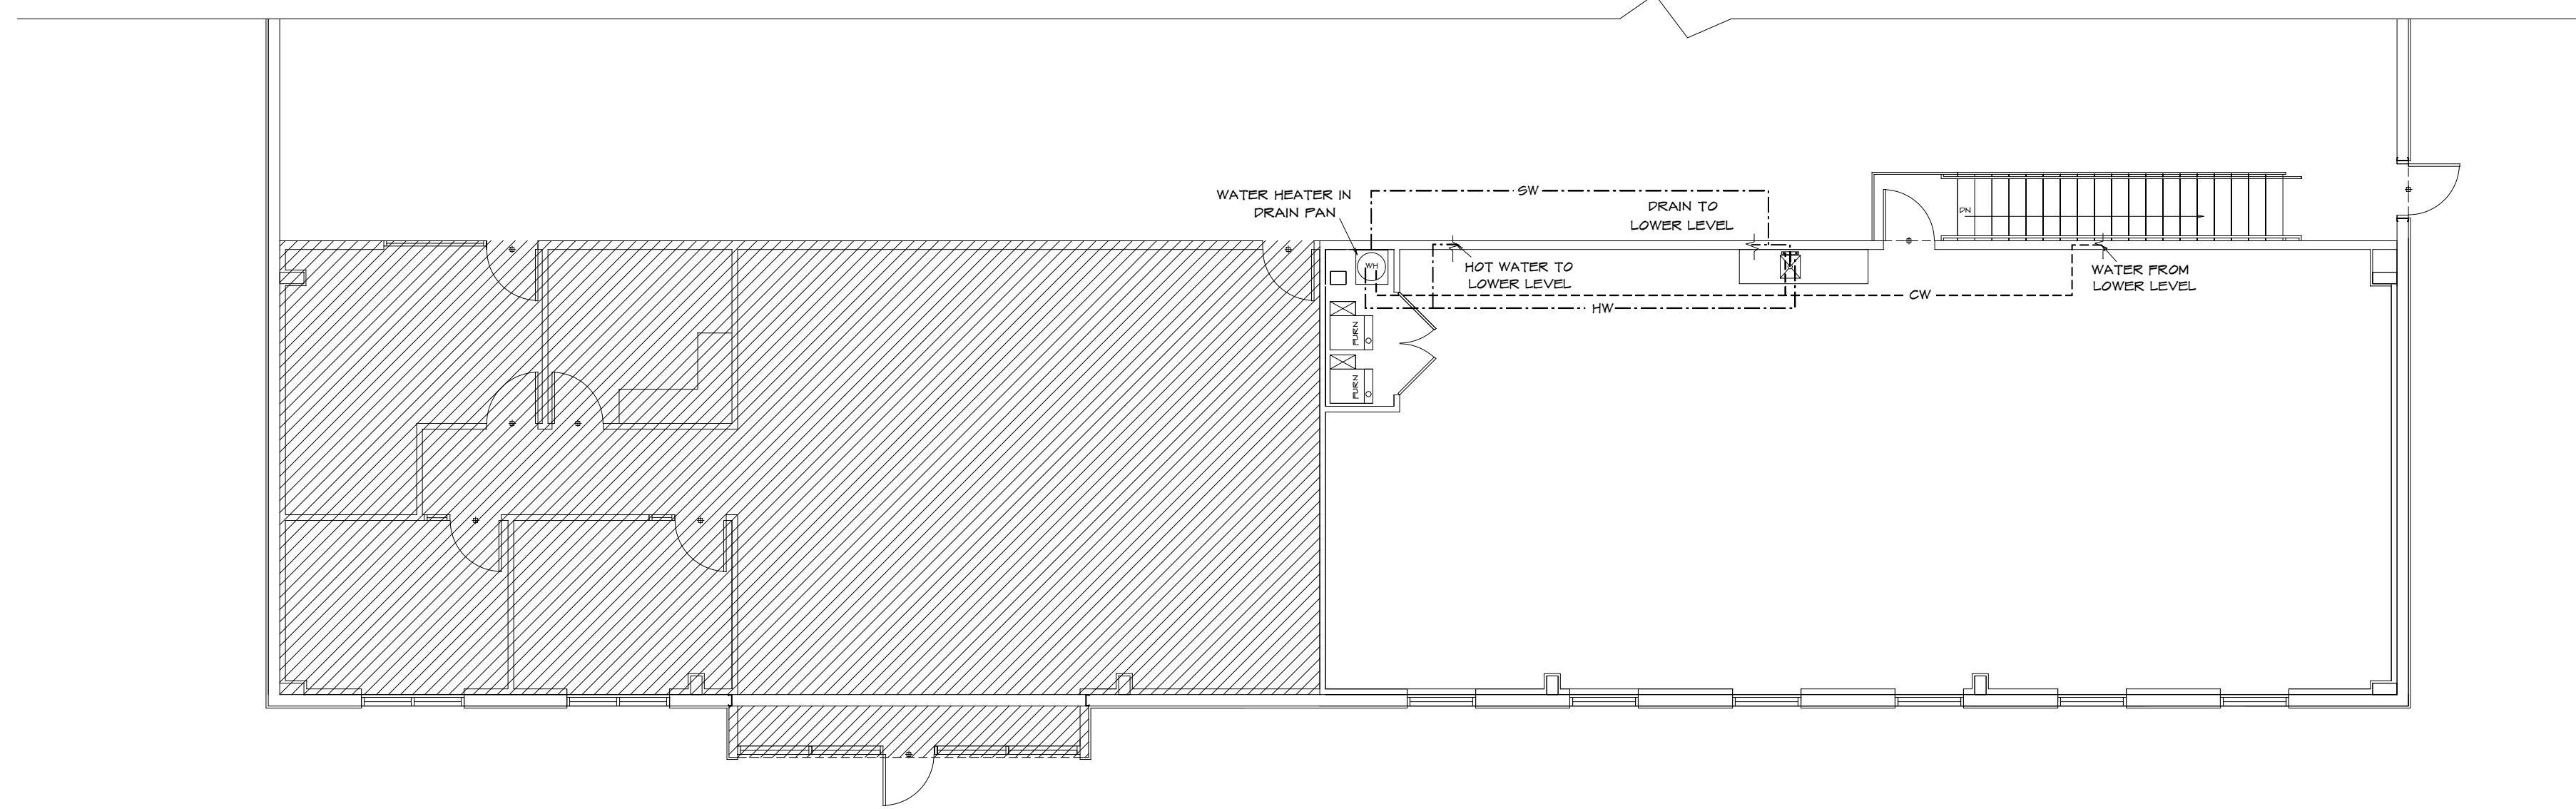 SW
WATER HEATER IN
DRAIN PAN
DRAIN TO
LOWER LEVEL
DN
WH
HOT WATER TO
LOWER LEVEL
WATER FROM
LOWER LEVEL
CW
HW
FURN
FURN